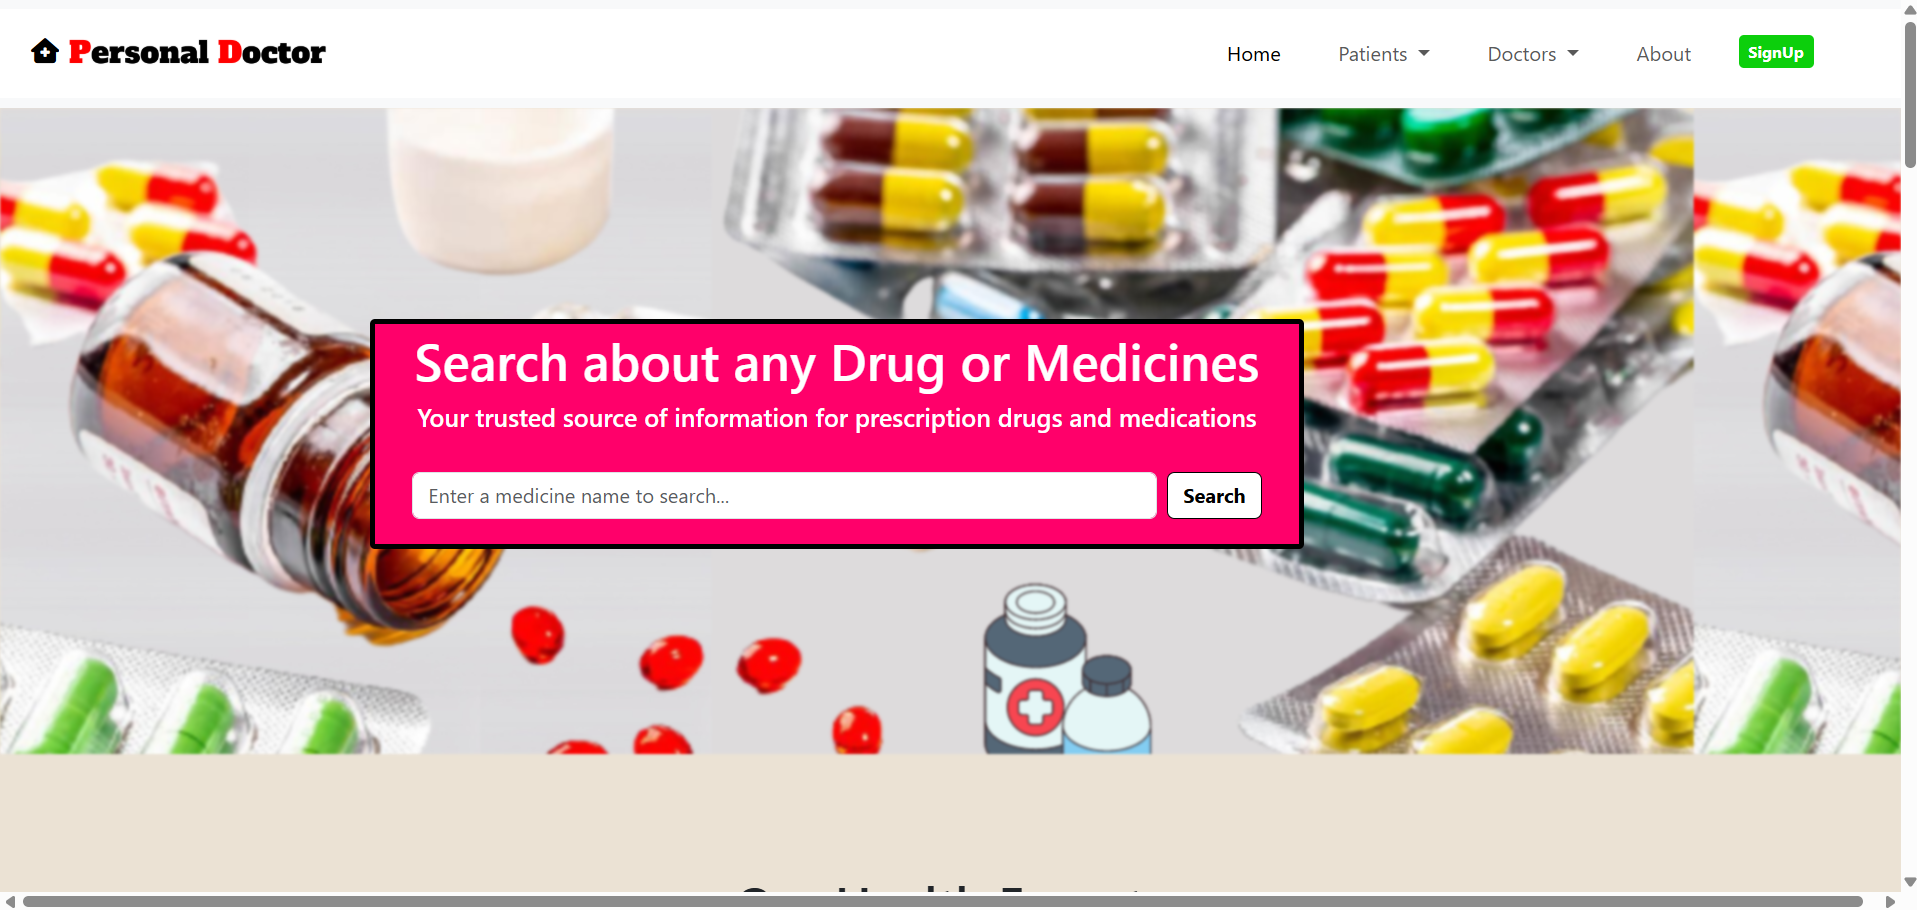 Personal Doctor
Home
Patients
Doctors
About
SignUp
Search about any Drug or Medicines
Your trusted source of information for prescription drugs and medications
Enter a medicine name to search...
Search